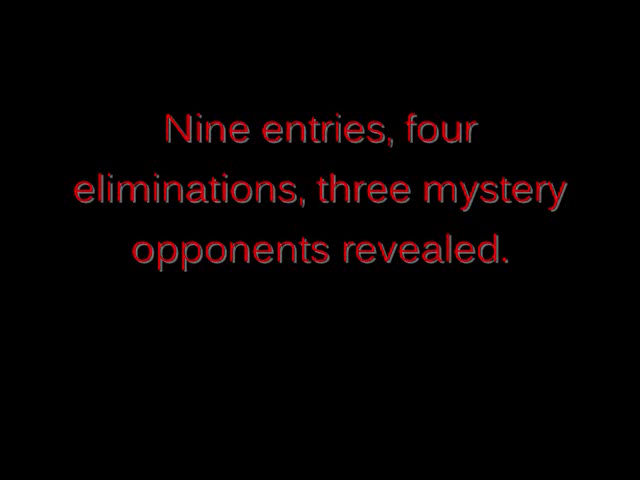 Nine entries, four
eliminations, three mystery
opponents revealed.